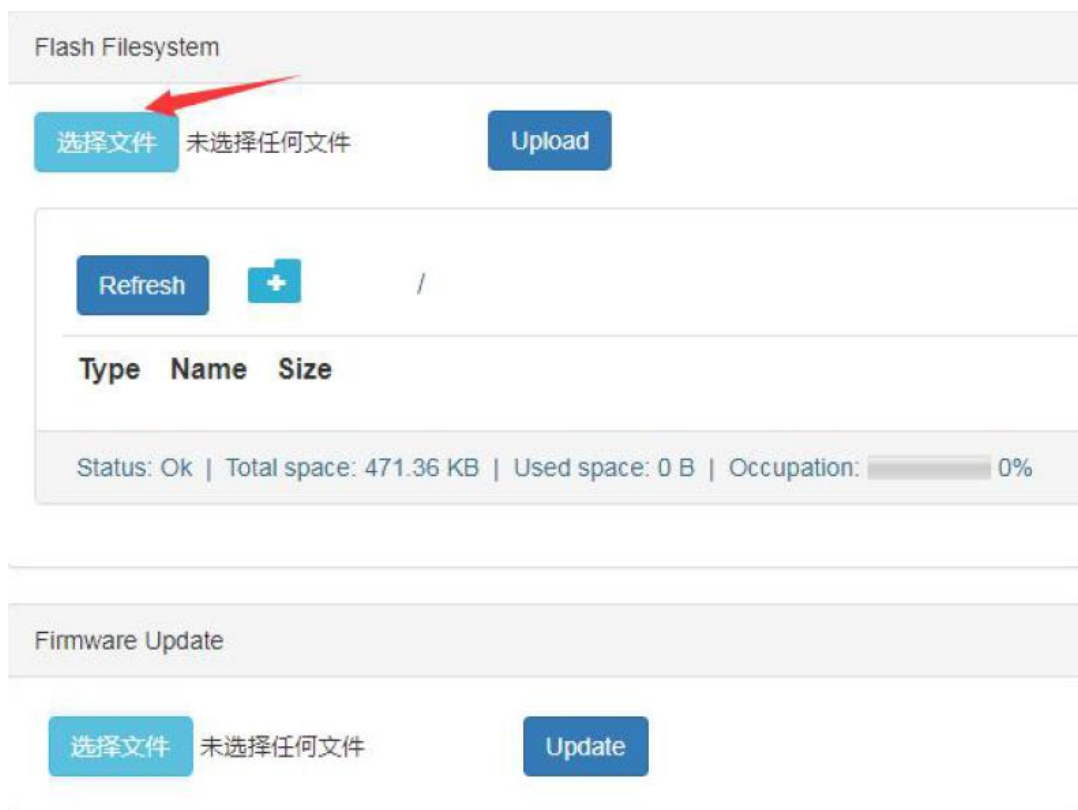 Flash Filesystem
选择文件 未选择任何文件 Upload
Refresh /
Type Name Size
Status: Ok | Total space: 471.36 KB | Used space: 0 B | Occupation: 0%
Firmware Update
选择文件 未选择任何文件 Update